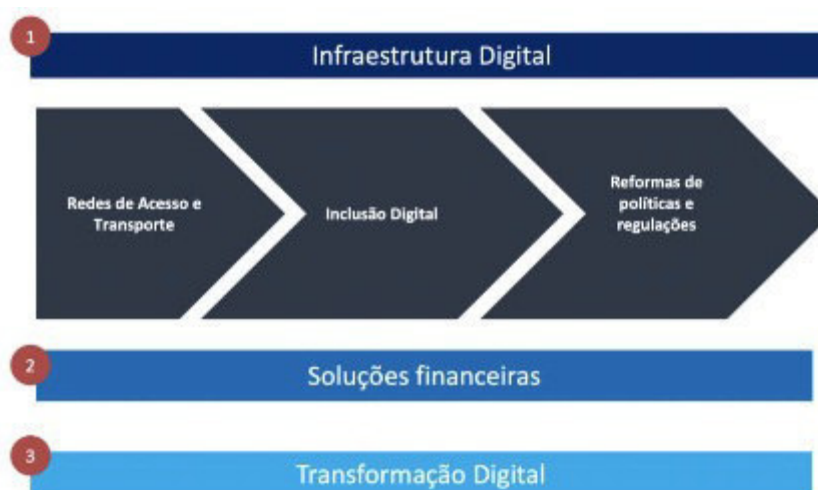 1
Infraestrutura Digital
Redes de Acesso e
Transporte
Inclusão Digital
Reformas de
políticas e
regulações
2
Soluções financeiras
3
Transformação Digital